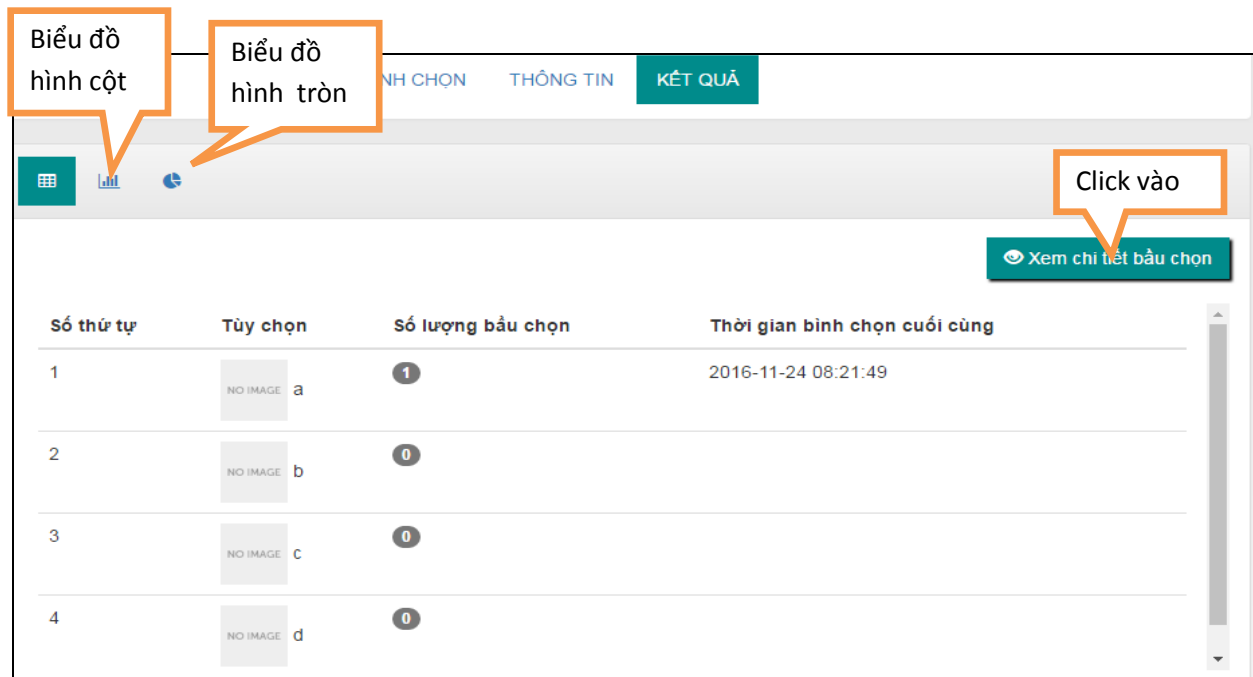 Biểu đồ
hình cột
Biểu đồ
hình tròn
NH CHỌN THÔNG TIN KẾT QUẢ
Click vào
Xem chi tiết bầu chọn
Số thứ tự Tùy chọn Số lượng bầu chọn Thời gian bình chọn cuối cùng
1 NO IMAGE a 1 2016-11-24 08:21:49
2 NO IMAGE b 0
3 NO IMAGE c 0
4 NO IMAGE d 0